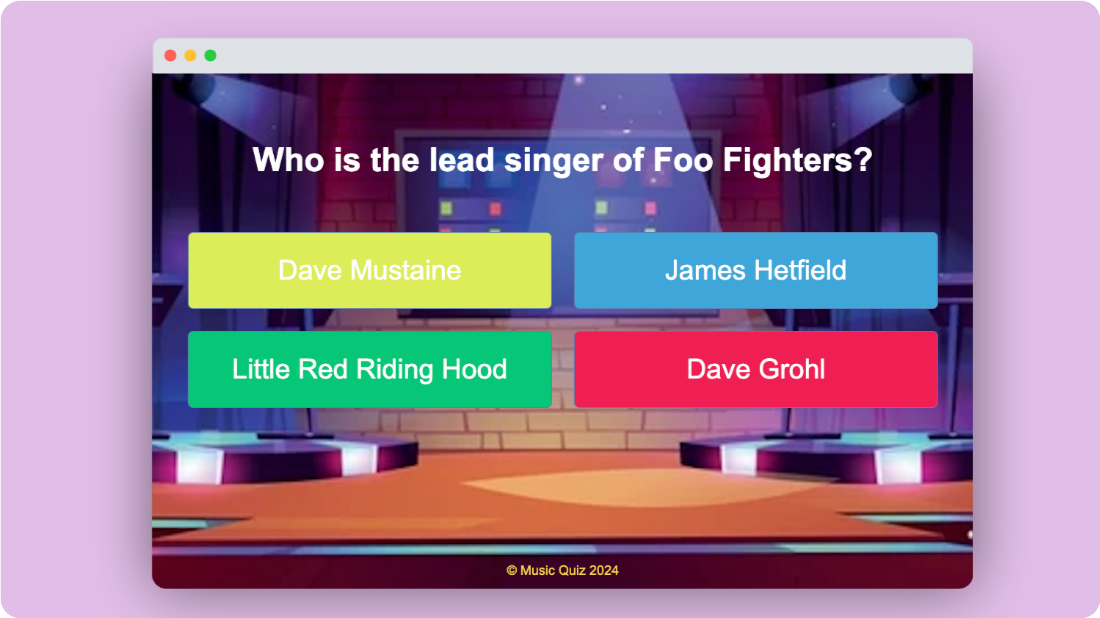 Who is the lead singer of Foo Fighters?
Dave Mustaine
James Hetfield
Little Red Riding Hood
Dave Grohl
© Music Quiz 2024